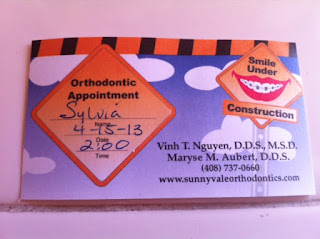 Orthodontic
Appointment
Sylvia
Name
4-15-13
Date
2:00
Time
Smile
Under
Construction
Vinh T. Nguyen, D.D.S., M.S.D.
Maryse M. Aubert, D.D.S.
(408) 737-0660
www.sunnyvaleorthodontics.com